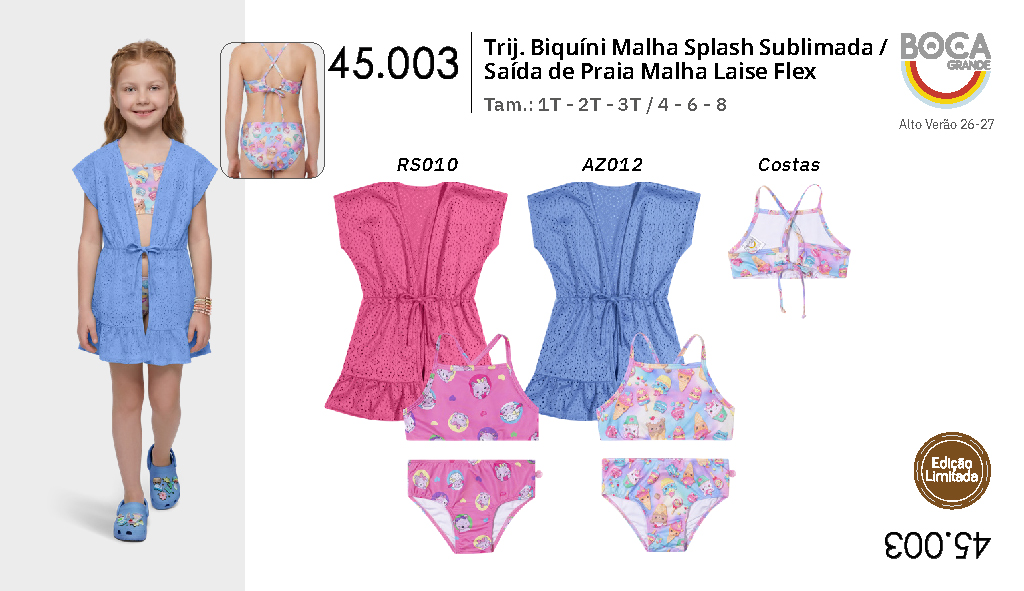 45.003
Trij. Biquíni Malha Splash Sublimada /
Saída de Praia Malha Laise Flex
Tam.: 1T - 2T - 3T / 4 - 6 - 8
BOCA
GRANDE
Alto Verão 26-27
RS010
AZ012
Costas
Edição
Limitada
45.003